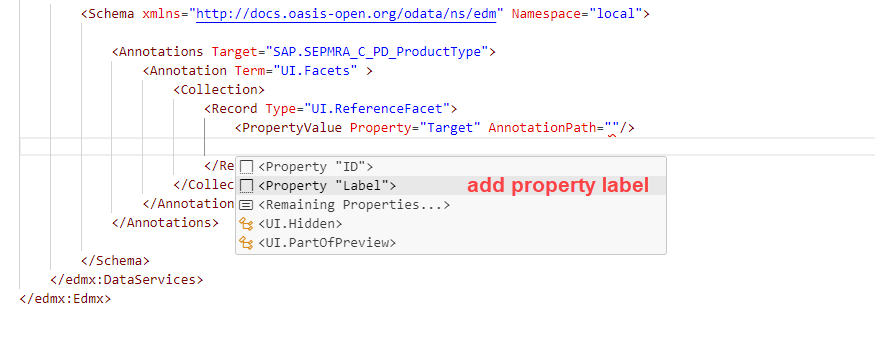 <Schema xmlns="http://docs.oasis-open.org/odata/ns/edm" Namespace="local">
<Annotations Target="SAP.SEPMRA_C_PD_ProductType">
<Annotation Term="UI.Facets" >
<Collection>
<Record Type="UI.ReferenceFacet">
<PropertyValue Property="Target" AnnotationPath=""/>
</Re
<Property "ID">
</Collec
<Property "Label"> add property label
</Annotation
<Remaining Properties...>
</Annotations>
<UI.Hidden>
<UI.PartOfPreview>
</Schema>
</edmx:DataServices>
</edmx:Edmx>